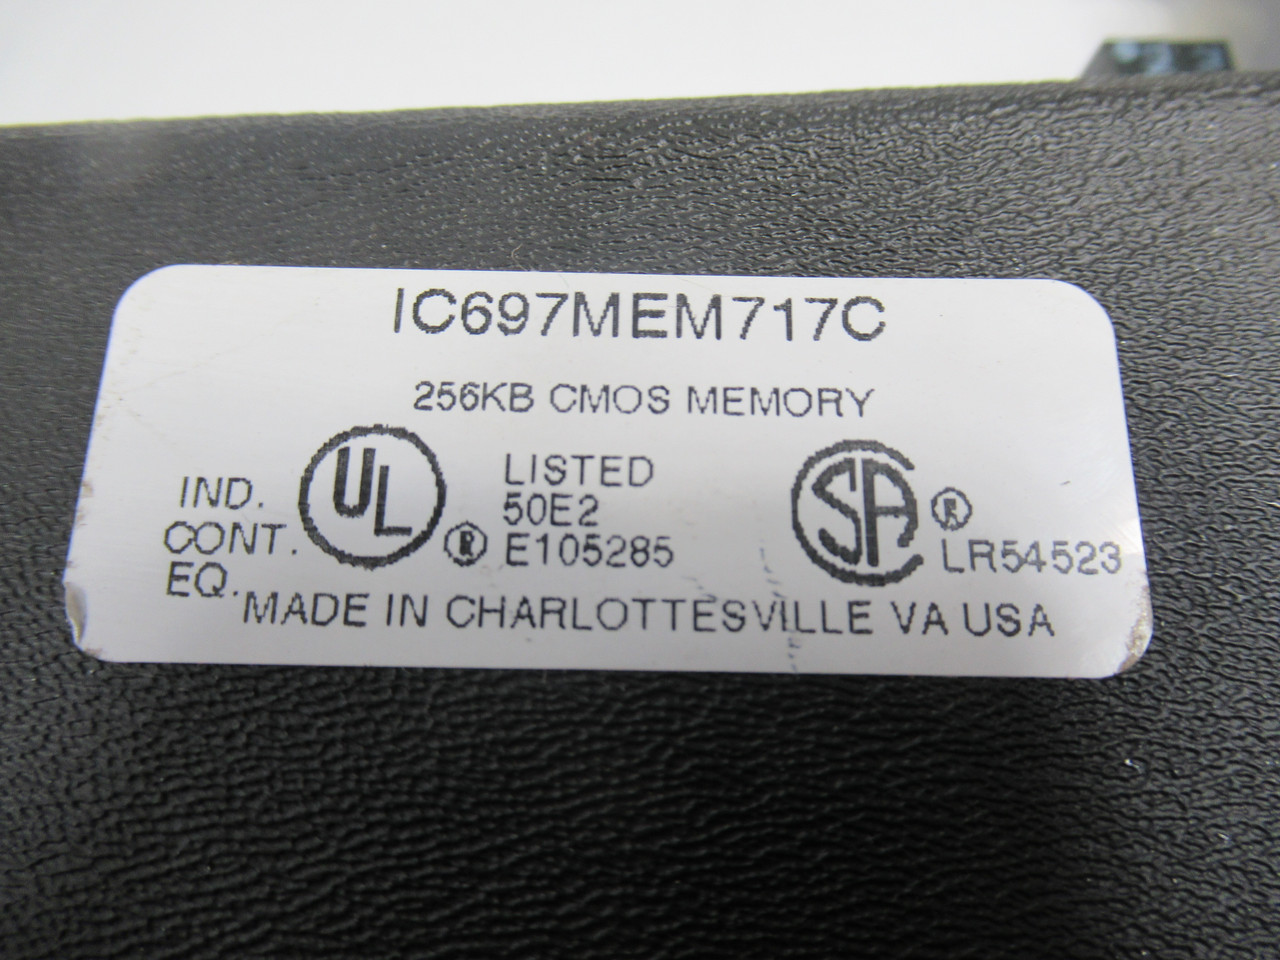 IC697MEM717C
256KB CMOS MEMORY
IND.
CONT.
EQ.
UL ®
LISTED
50E2
E105285
SA ®
LR54523
MADE IN CHARLOTTESVILLE VA USA